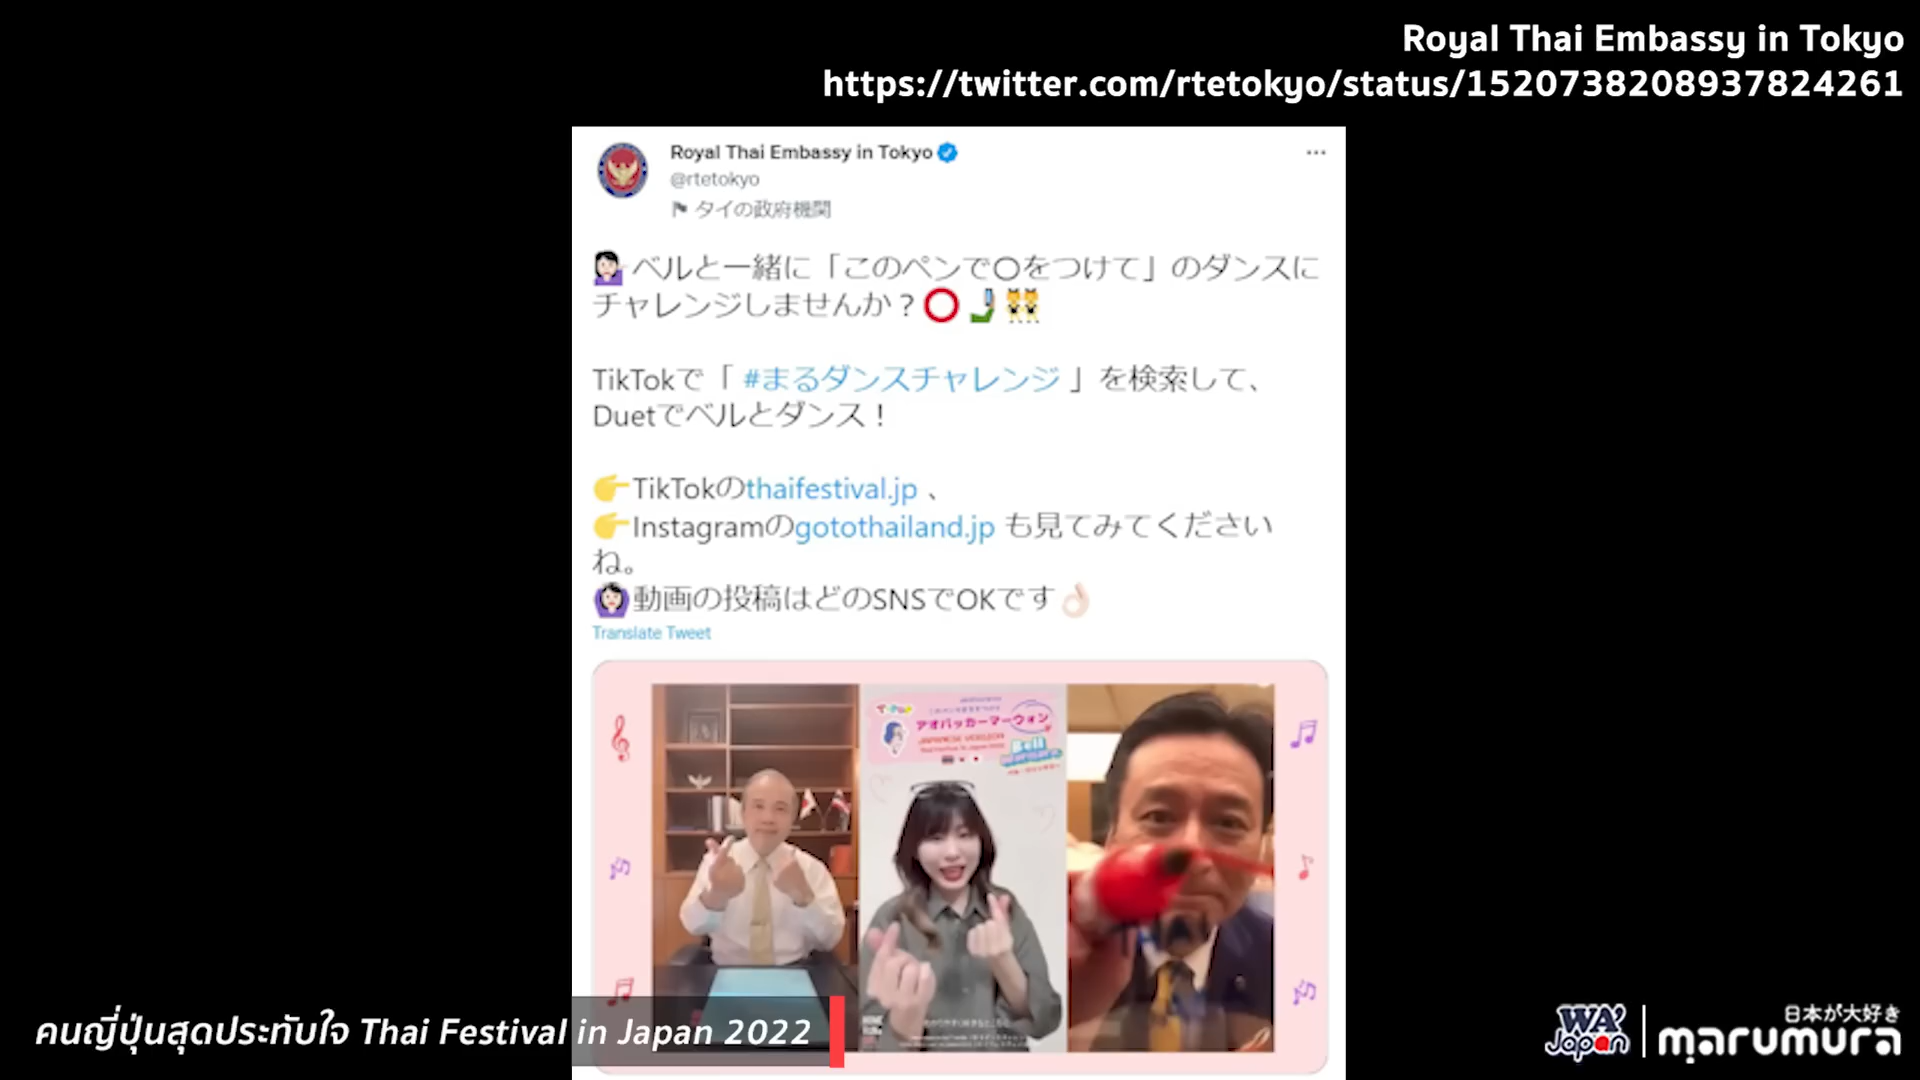 Royal Thai Embassy in Tokyo
https://twitter.com/rtetokyo/status/1520738208937824261
Royal Thai Embassy in Tokyo
@rtetokyo
タイの政府機関
ベルと一緒に「このペンで〇をつけて」のダンスに
チャレンジしませんか？⭕🤳👯
TikTokで「 #まるダンスチャレンジ 」を検索して、
Duetでベルとダンス！
👉TikTokのthaifestival.jp 、
👉Instagramのgotothailand.jp も見てみてください
ね。
動画の投稿はどのSNSでOKです👌🏻
Translate Tweet
アオパッカーマーウォン
JAPANESE VERSION
Bell
คนญี่ปุ่นสุดประทับใจ Thai Festival in Japan 2022
WA'
Japan
日本が大好き
marumura